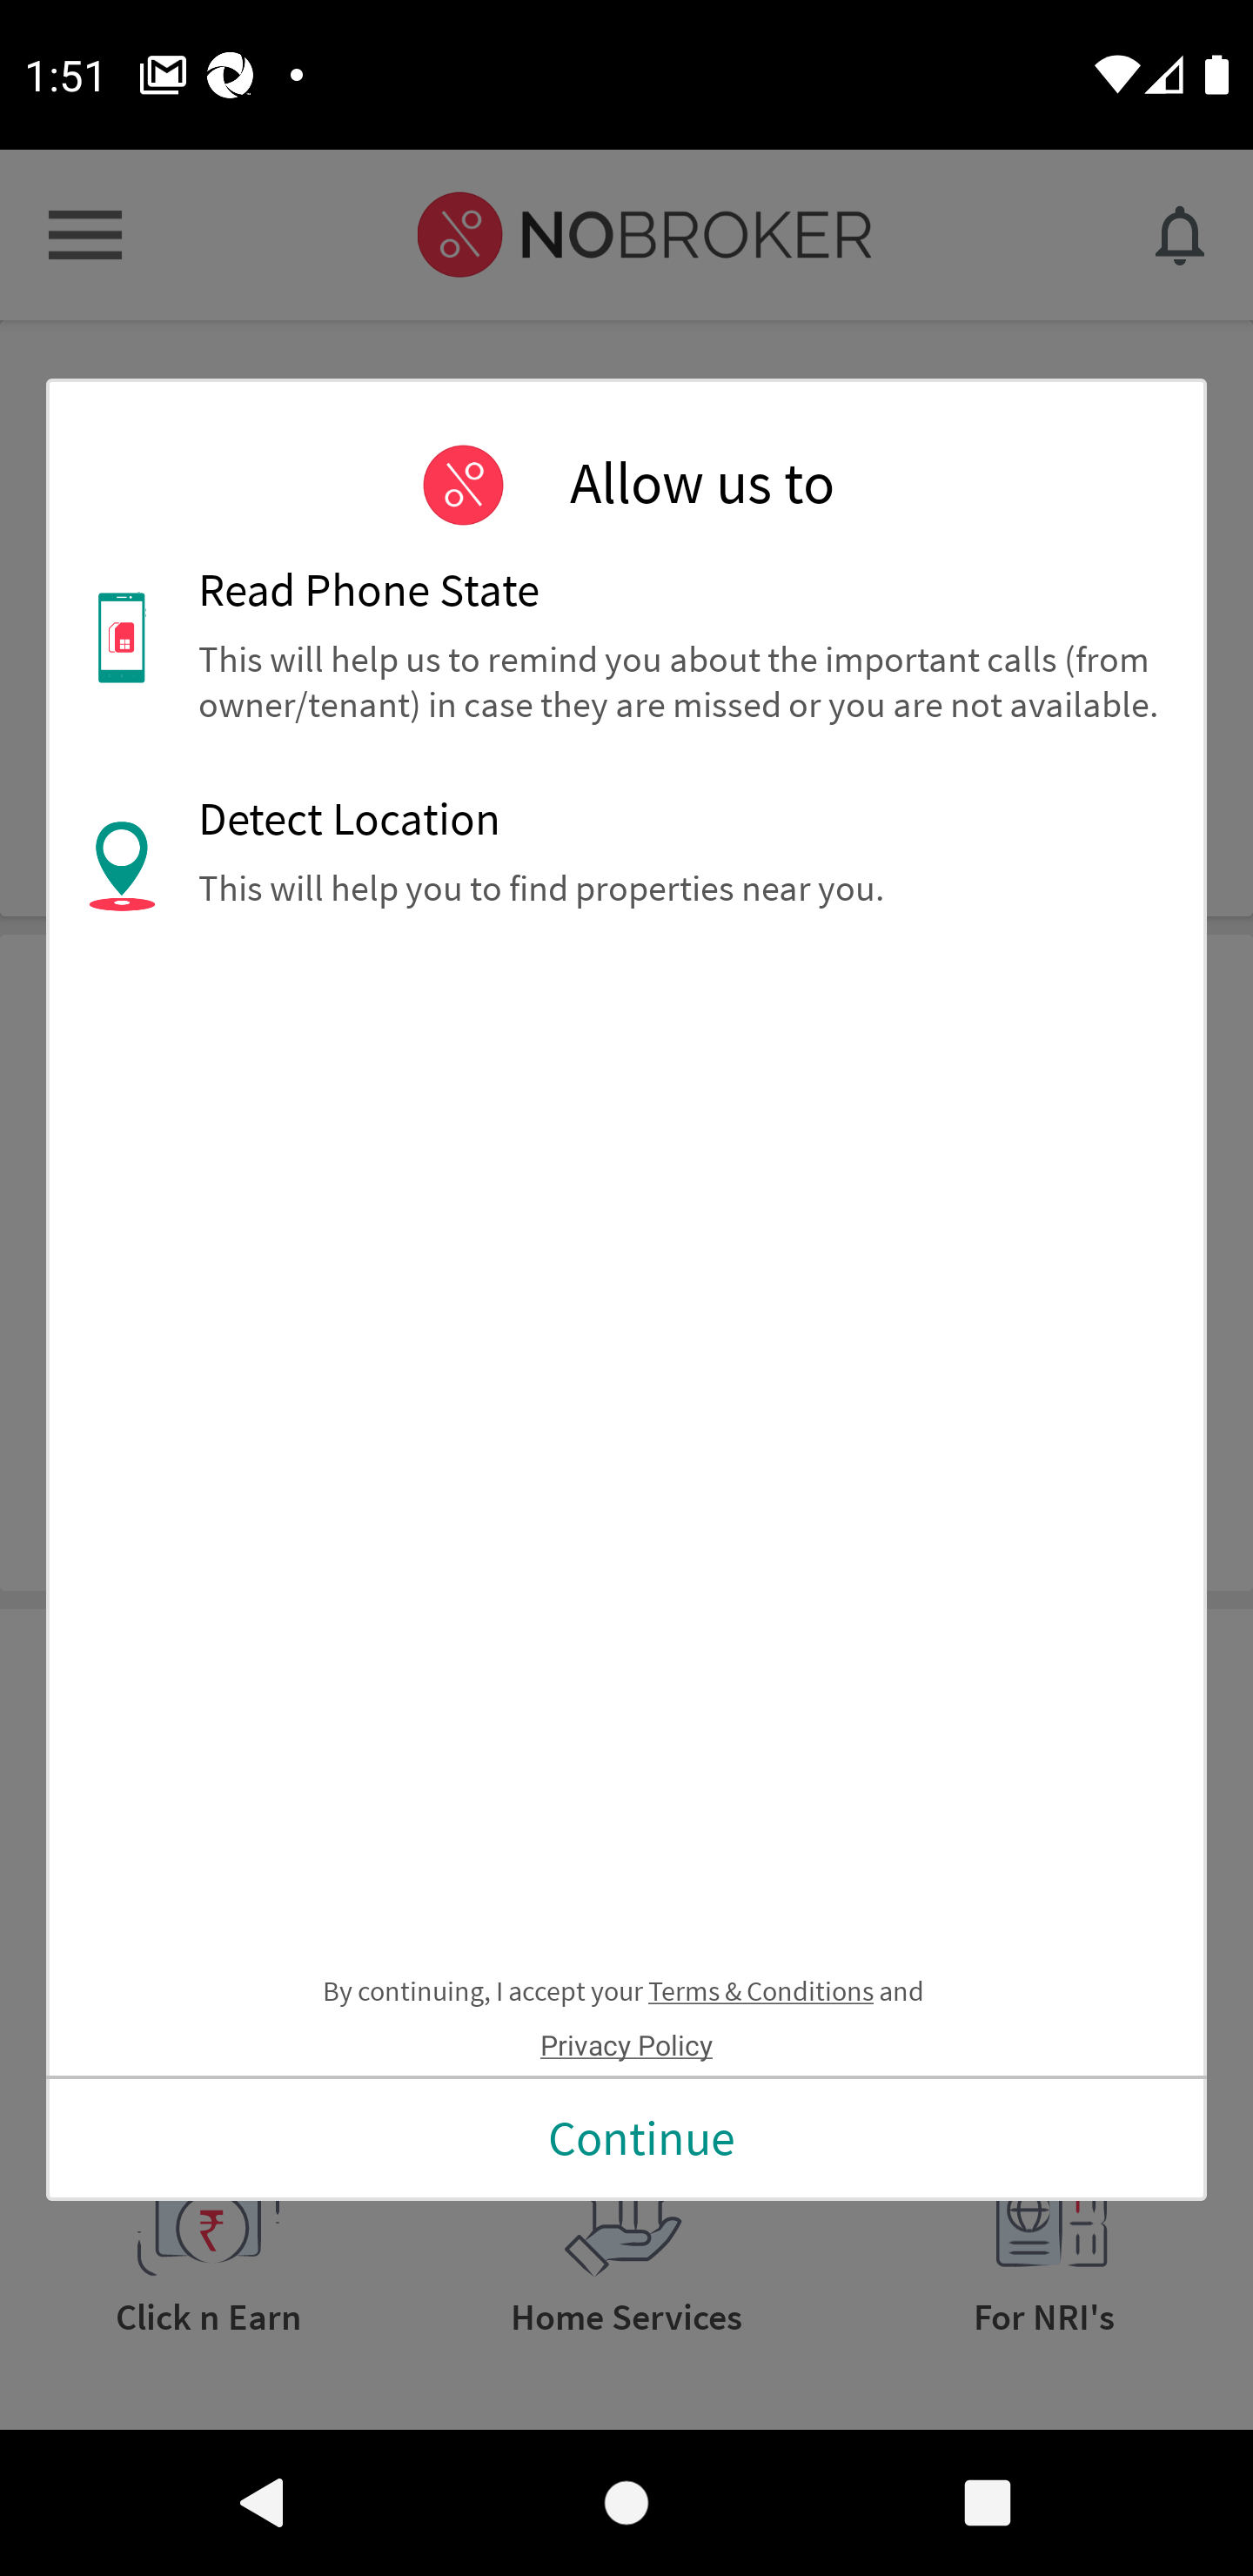 1:51
NOBROKER
Allow us to
Read Phone State
This will help us to remind you about the important calls (from
owner/tenant) in case they are missed or you are not available.
Detect Location
This will help you to find properties near you.
By continuing, I accept your Terms & Conditions and
Privacy Policy
Continue
Click n Earn
Home Services
For NRI's